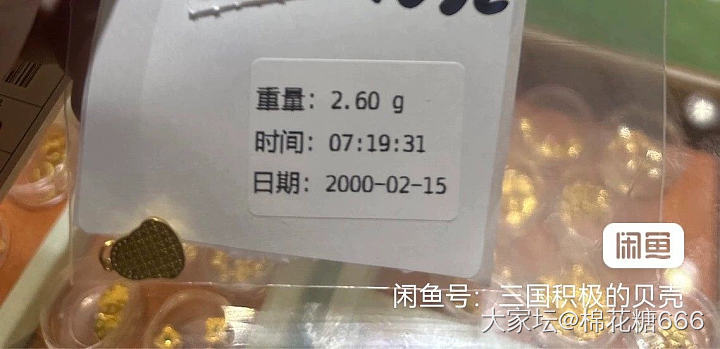 重量：2.60 g
时间：07:19:31
日期：2000-02-15
闲鱼
闲鱼号：三国积极的贝壳
大家坛@棉花糖666